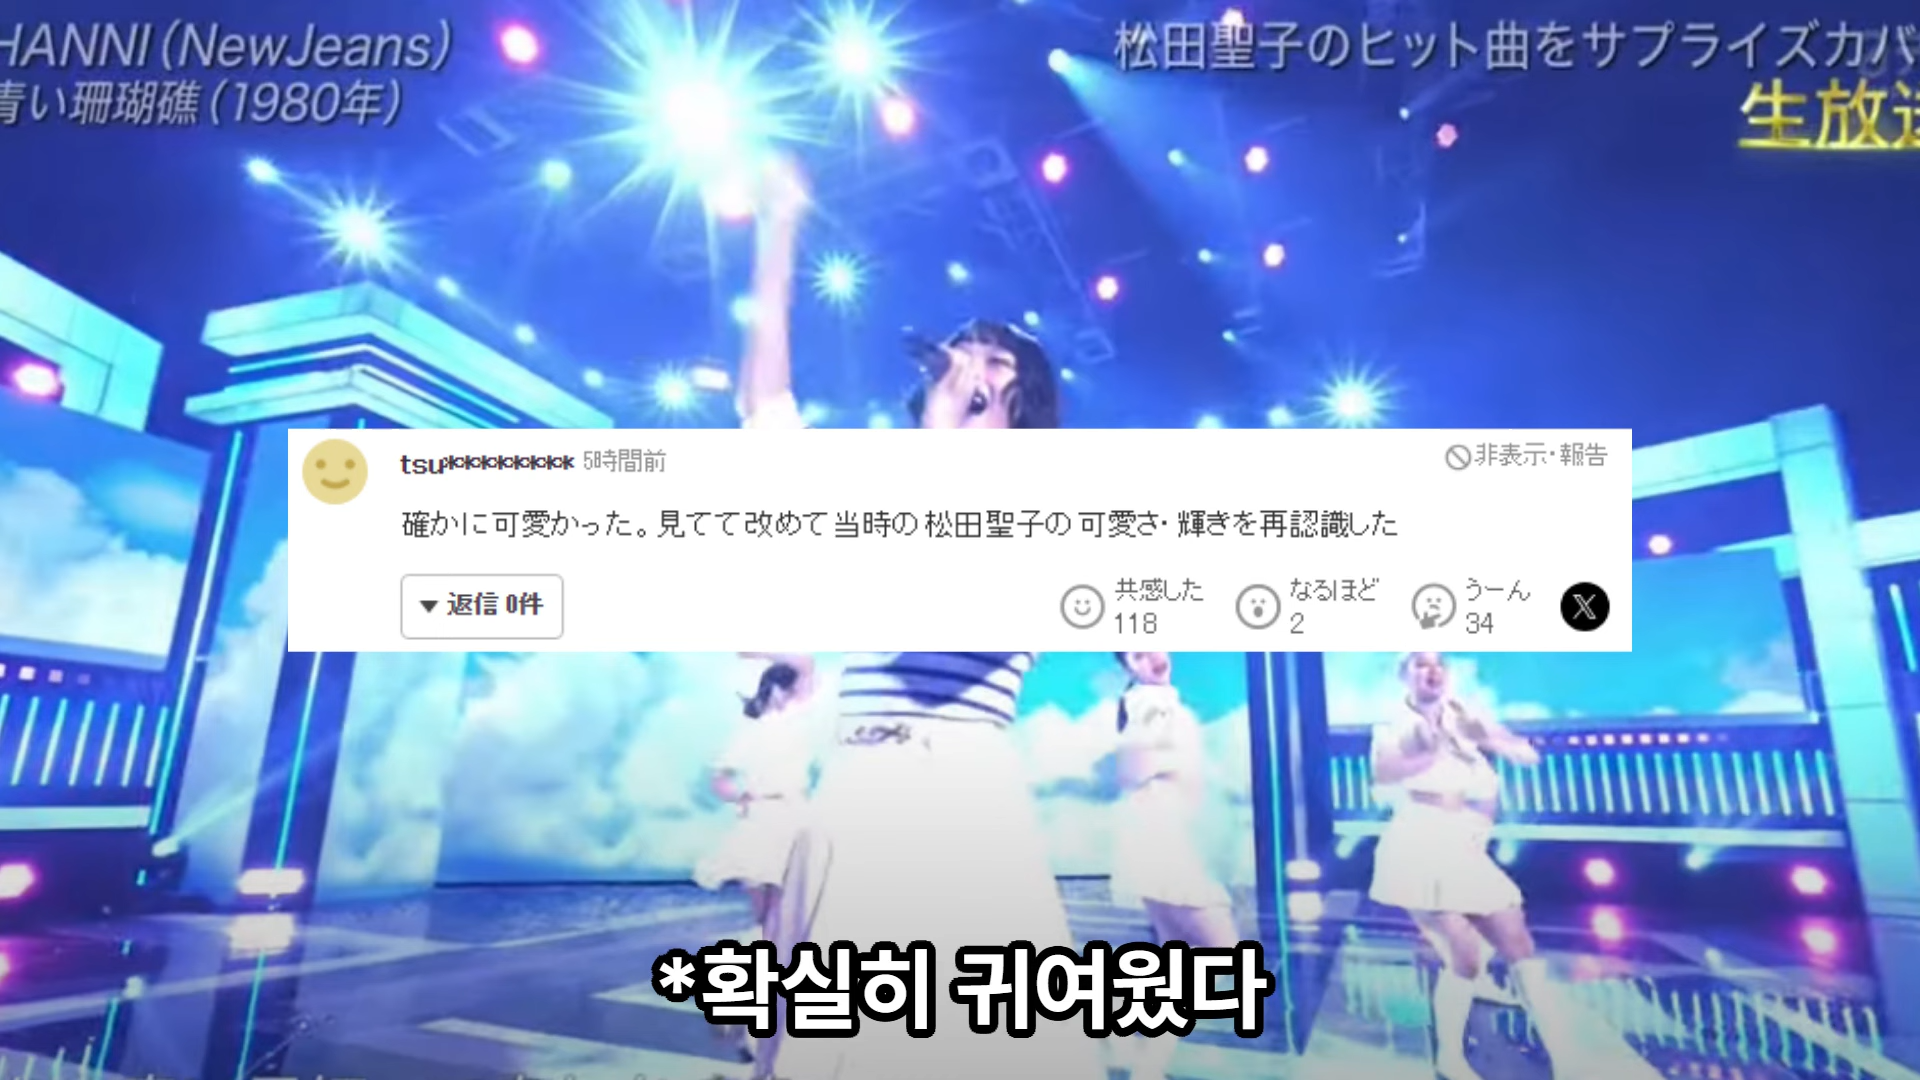 HANNI (NewJeans)
青い珊瑚礁 (1980年)
松田聖子のヒット曲をサプライズカバ
生放送
tsu********* 5時間前
非表示・報告
確かに可愛かった。見てて改めて当時の松田聖子の可愛さ・輝きを再認識した
返信 0件
共感した
118
なるほど
2
うーん
34
*확실히 귀여웠다